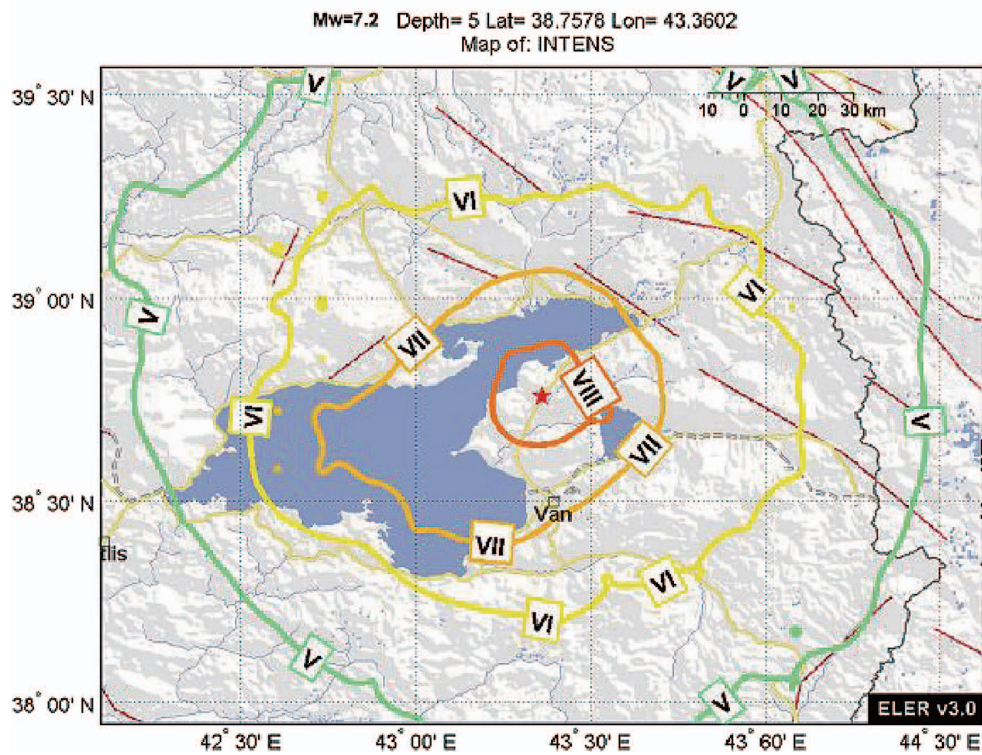 Mw=7.2 Depth= 5 Lat= 38.7578 Lon= 43.3602
Map of: INTENS
39° 30' N
V
V
V
10 0 10 20 30 km
VI
39° 00' N
VI
V
VII
VIII
VI
V
VII
38° 30' N
Van
VII
tlis
VI
VI
V
V
38° 00' N
ELER v3.0
42° 30' E
43° 00' E
43° 30' E
43° 60' E
44° 30' E